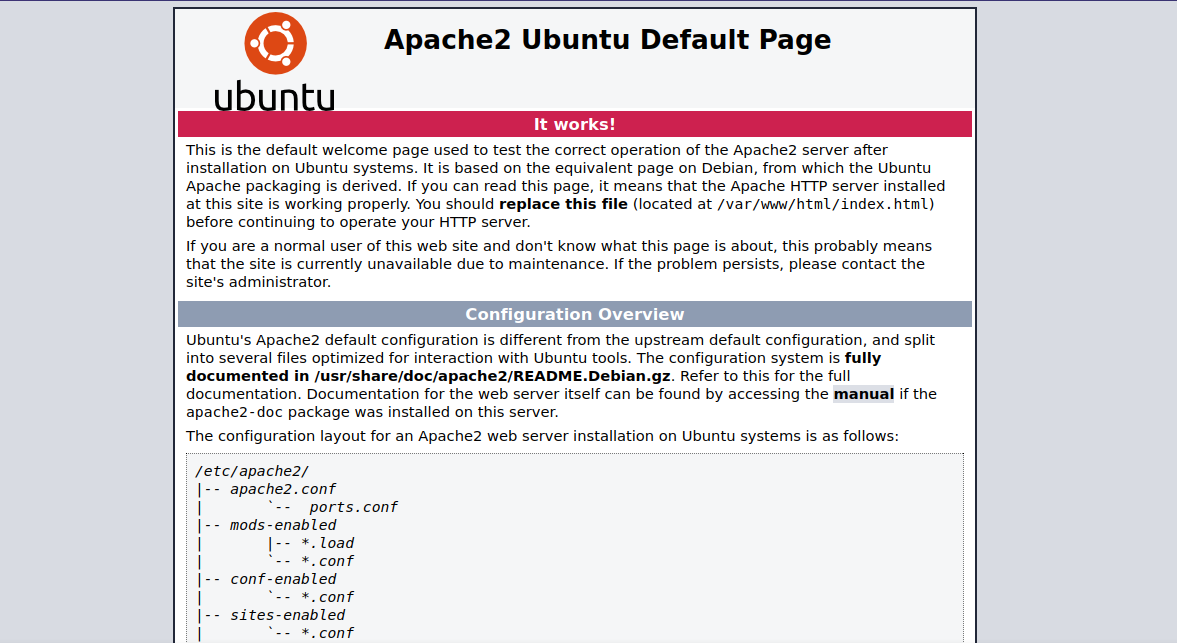 ubuntu
Apache2 Ubuntu Default Page
It works!
This is the default welcome page used to test the correct operation of the Apache2 server after
installation on Ubuntu systems. It is based on the equivalent page on Debian, from which the Ubuntu
Apache packaging is derived. If you can read this page, it means that the Apache HTTP server installed
at this site is working properly. You should replace this file (located at /var/www/html/index.html)
before continuing to operate your HTTP server.
If you are a normal user of this web site and don't know what this page is about, this probably means
that the site is currently unavailable due to maintenance. If the problem persists, please contact the
site's administrator.
Configuration Overview
Ubuntu's Apache2 default configuration is different from the upstream default configuration, and split
into several files optimized for interaction with Ubuntu tools. The configuration system is fully
documented in /usr/share/doc/apache2/README.Debian.gz. Refer to this for the full
documentation. Documentation for the web server itself can be found by accessing the manual if the
apache2-doc package was installed on this server.
The configuration layout for an Apache2 web server installation on Ubuntu systems is as follows:
/etc/apache2/
|-- apache2.conf
|       `--  ports.conf
|-- mods-enabled
|       |-- *.load
|       `-- *.conf
|-- conf-enabled
|       `-- *.conf
|-- sites-enabled
|       `-- *.conf